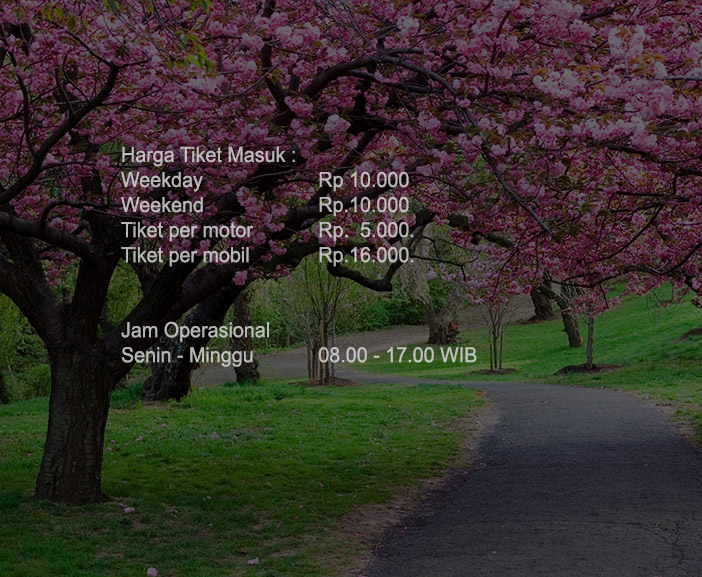 Harga Tiket Masuk :
Weekday Rp 10.000
Weekend Rp.10.000
Tiket per motor Rp. 5.000.
Tiket per mobil Rp.16.000.
Jam Operasional
Senin - Minggu 08.00 - 17.00 WIB